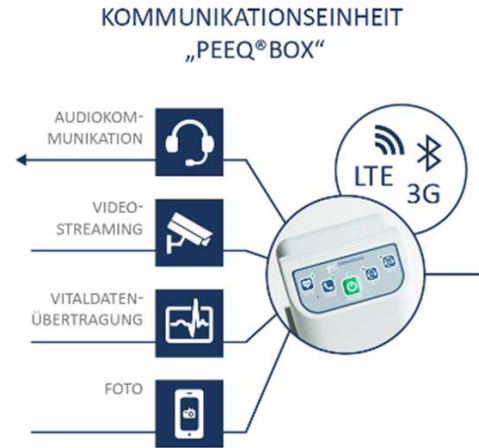 KOMMUNIKATIONSEINHEIT
„PEEQ®BOX“
AUDIOKOM-
MUNIKATION
VIDEO-
STREAMING
VITALDATEN-
ÜBERTRAGUNG
FOTO
LTE
3G